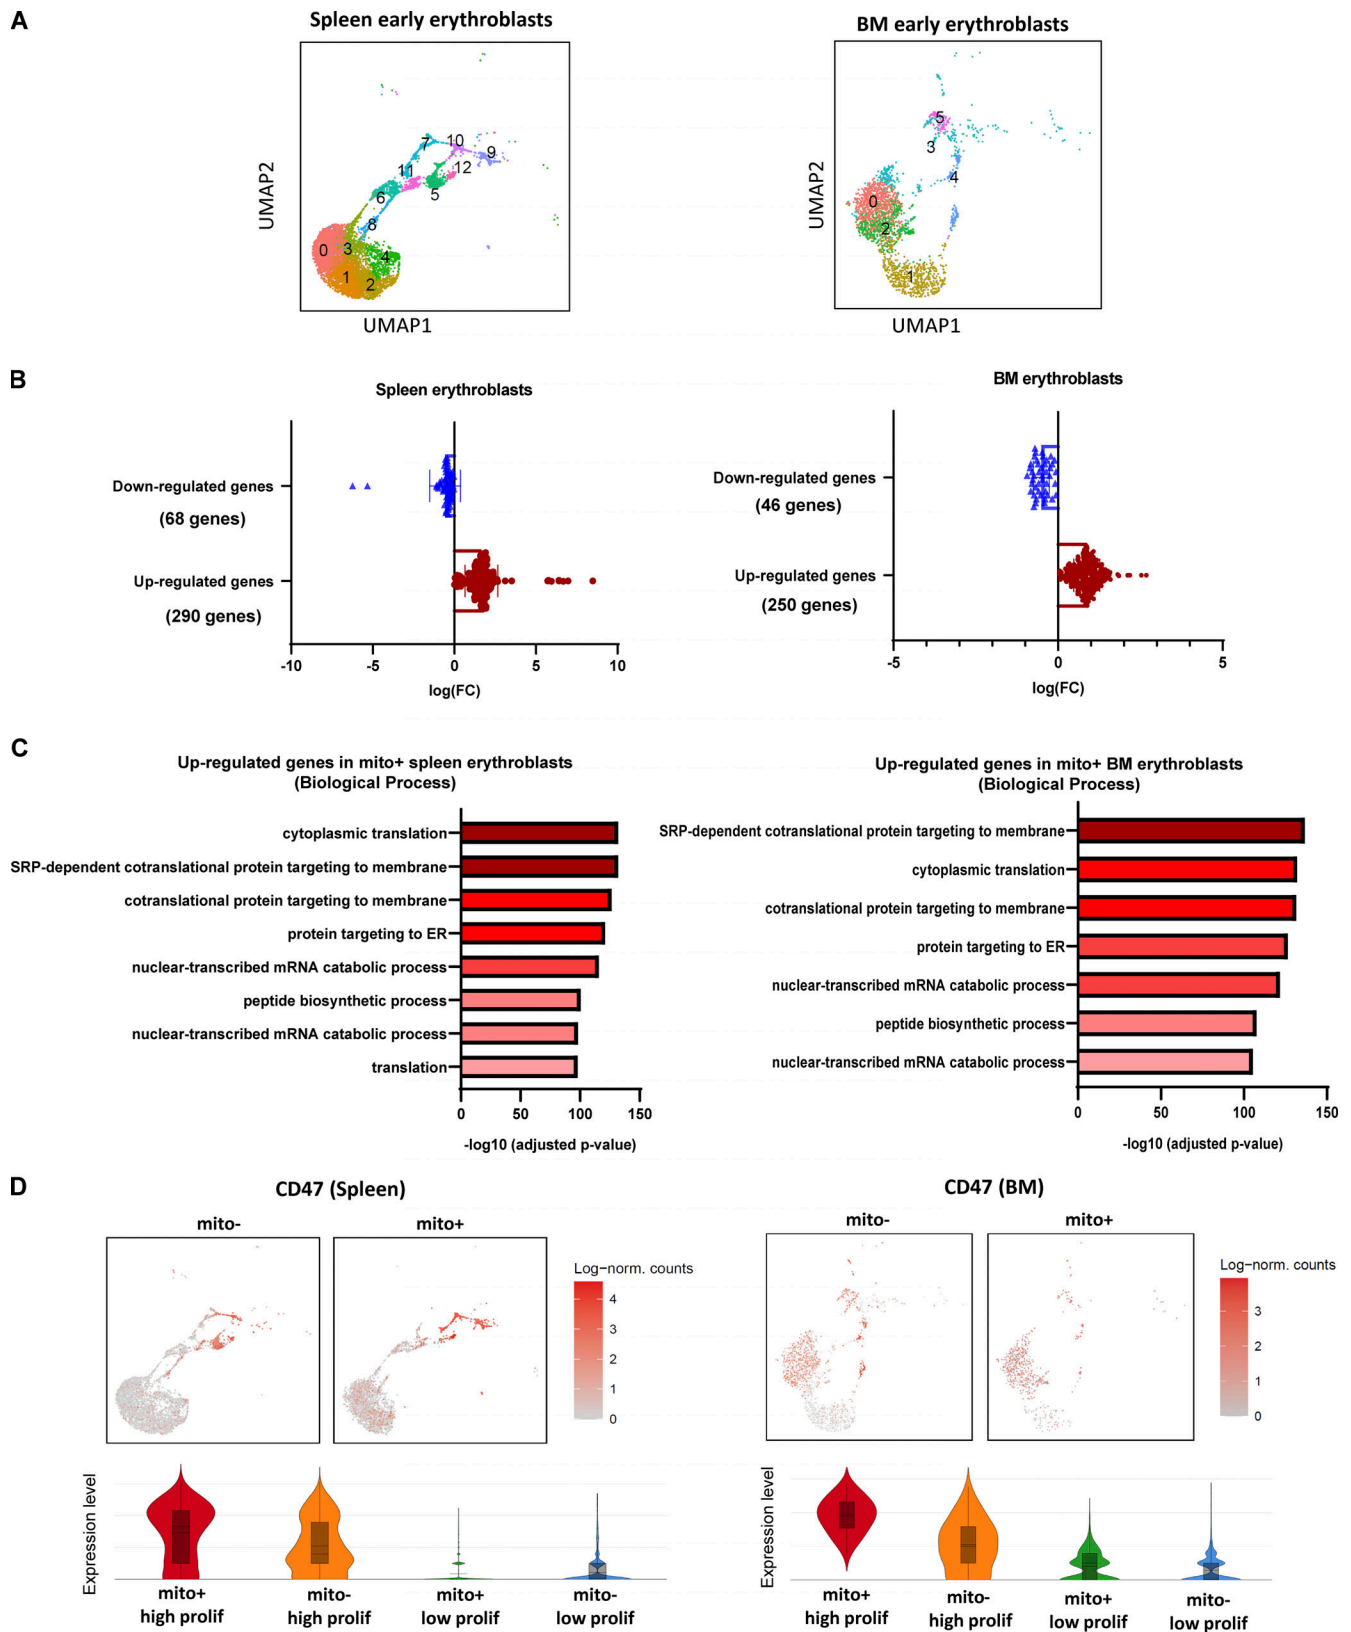 A
Spleen early erythroblasts
BM early erythroblasts
UMAP2
0
1
2
3
4
5
6
7
8
9
10
11
12
UMAP1
UMAP2
0
1
2
3
4
5
UMAP1
B
Spleen erythroblasts
Down-regulated genes
(68 genes)
Up-regulated genes
(290 genes)
-10
-5
0
5
10
log(FC)
BM erythroblasts
Down-regulated genes
(46 genes)
Up-regulated genes
(250 genes)
-5
0
5
log(FC)
C
Up-regulated genes in mito+ spleen erythroblasts
(Biological Process)
cytoplasmic translation
SRP-dependent cotranslational protein targeting to membrane
cotranslational protein targeting to membrane
protein targeting to ER
nuclear-transcribed mRNA catabolic process
peptide biosynthetic process
nuclear-transcribed mRNA catabolic process
translation
0
50
100
150
-log10 (adjusted p-value)
Up-regulated genes in mito+ BM erythroblasts
(Biological Process)
SRP-dependent cotranslational protein targeting to membrane
cytoplasmic translation
cotranslational protein targeting to membrane
protein targeting to ER
nuclear-transcribed mRNA catabolic process
peptide biosynthetic process
nuclear-transcribed mRNA catabolic process
0
50
100
150
-log10 (adjusted p-value)
D
CD47 (Spleen)
mito-
mito+
Log−norm. counts
4
3
2
1
0
Expression level
mito+
high prolif
mito-
high prolif
mito+
low prolif
mito-
low prolif
CD47 (BM)
mito-
mito+
Log−norm. counts
3
2
1
0
Expression level
mito+
high prolif
mito-
high prolif
mito+
low prolif
mito-
low prolif